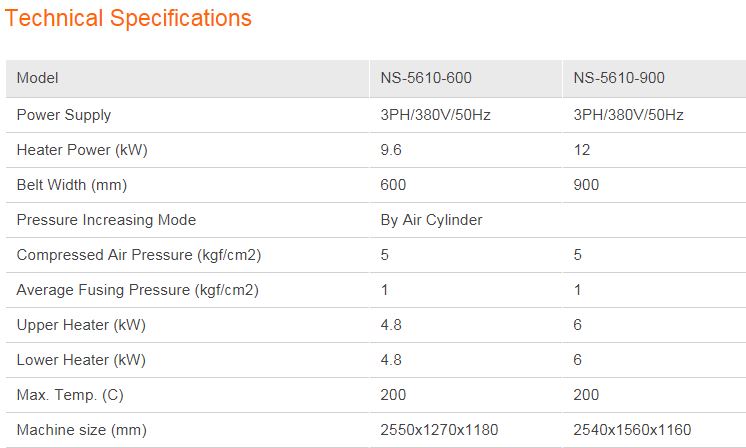 Technical Specifications
Model NS-5610-600 NS-5610-900
Power Supply 3PH/380V/50Hz 3PH/380V/50Hz
Heater Power (kW) 9.6 12
Belt Width (mm) 600 900
Pressure Increasing Mode By Air Cylinder
Compressed Air Pressure (kgf/cm2) 5 5
Average Fusing Pressure (kgf/cm2) 1 1
Upper Heater (kW) 4.8 6
Lower Heater (kW) 4.8 6
Max. Temp. (C) 200 200
Machine size (mm) 2550x1270x1180 2540x1560x1160